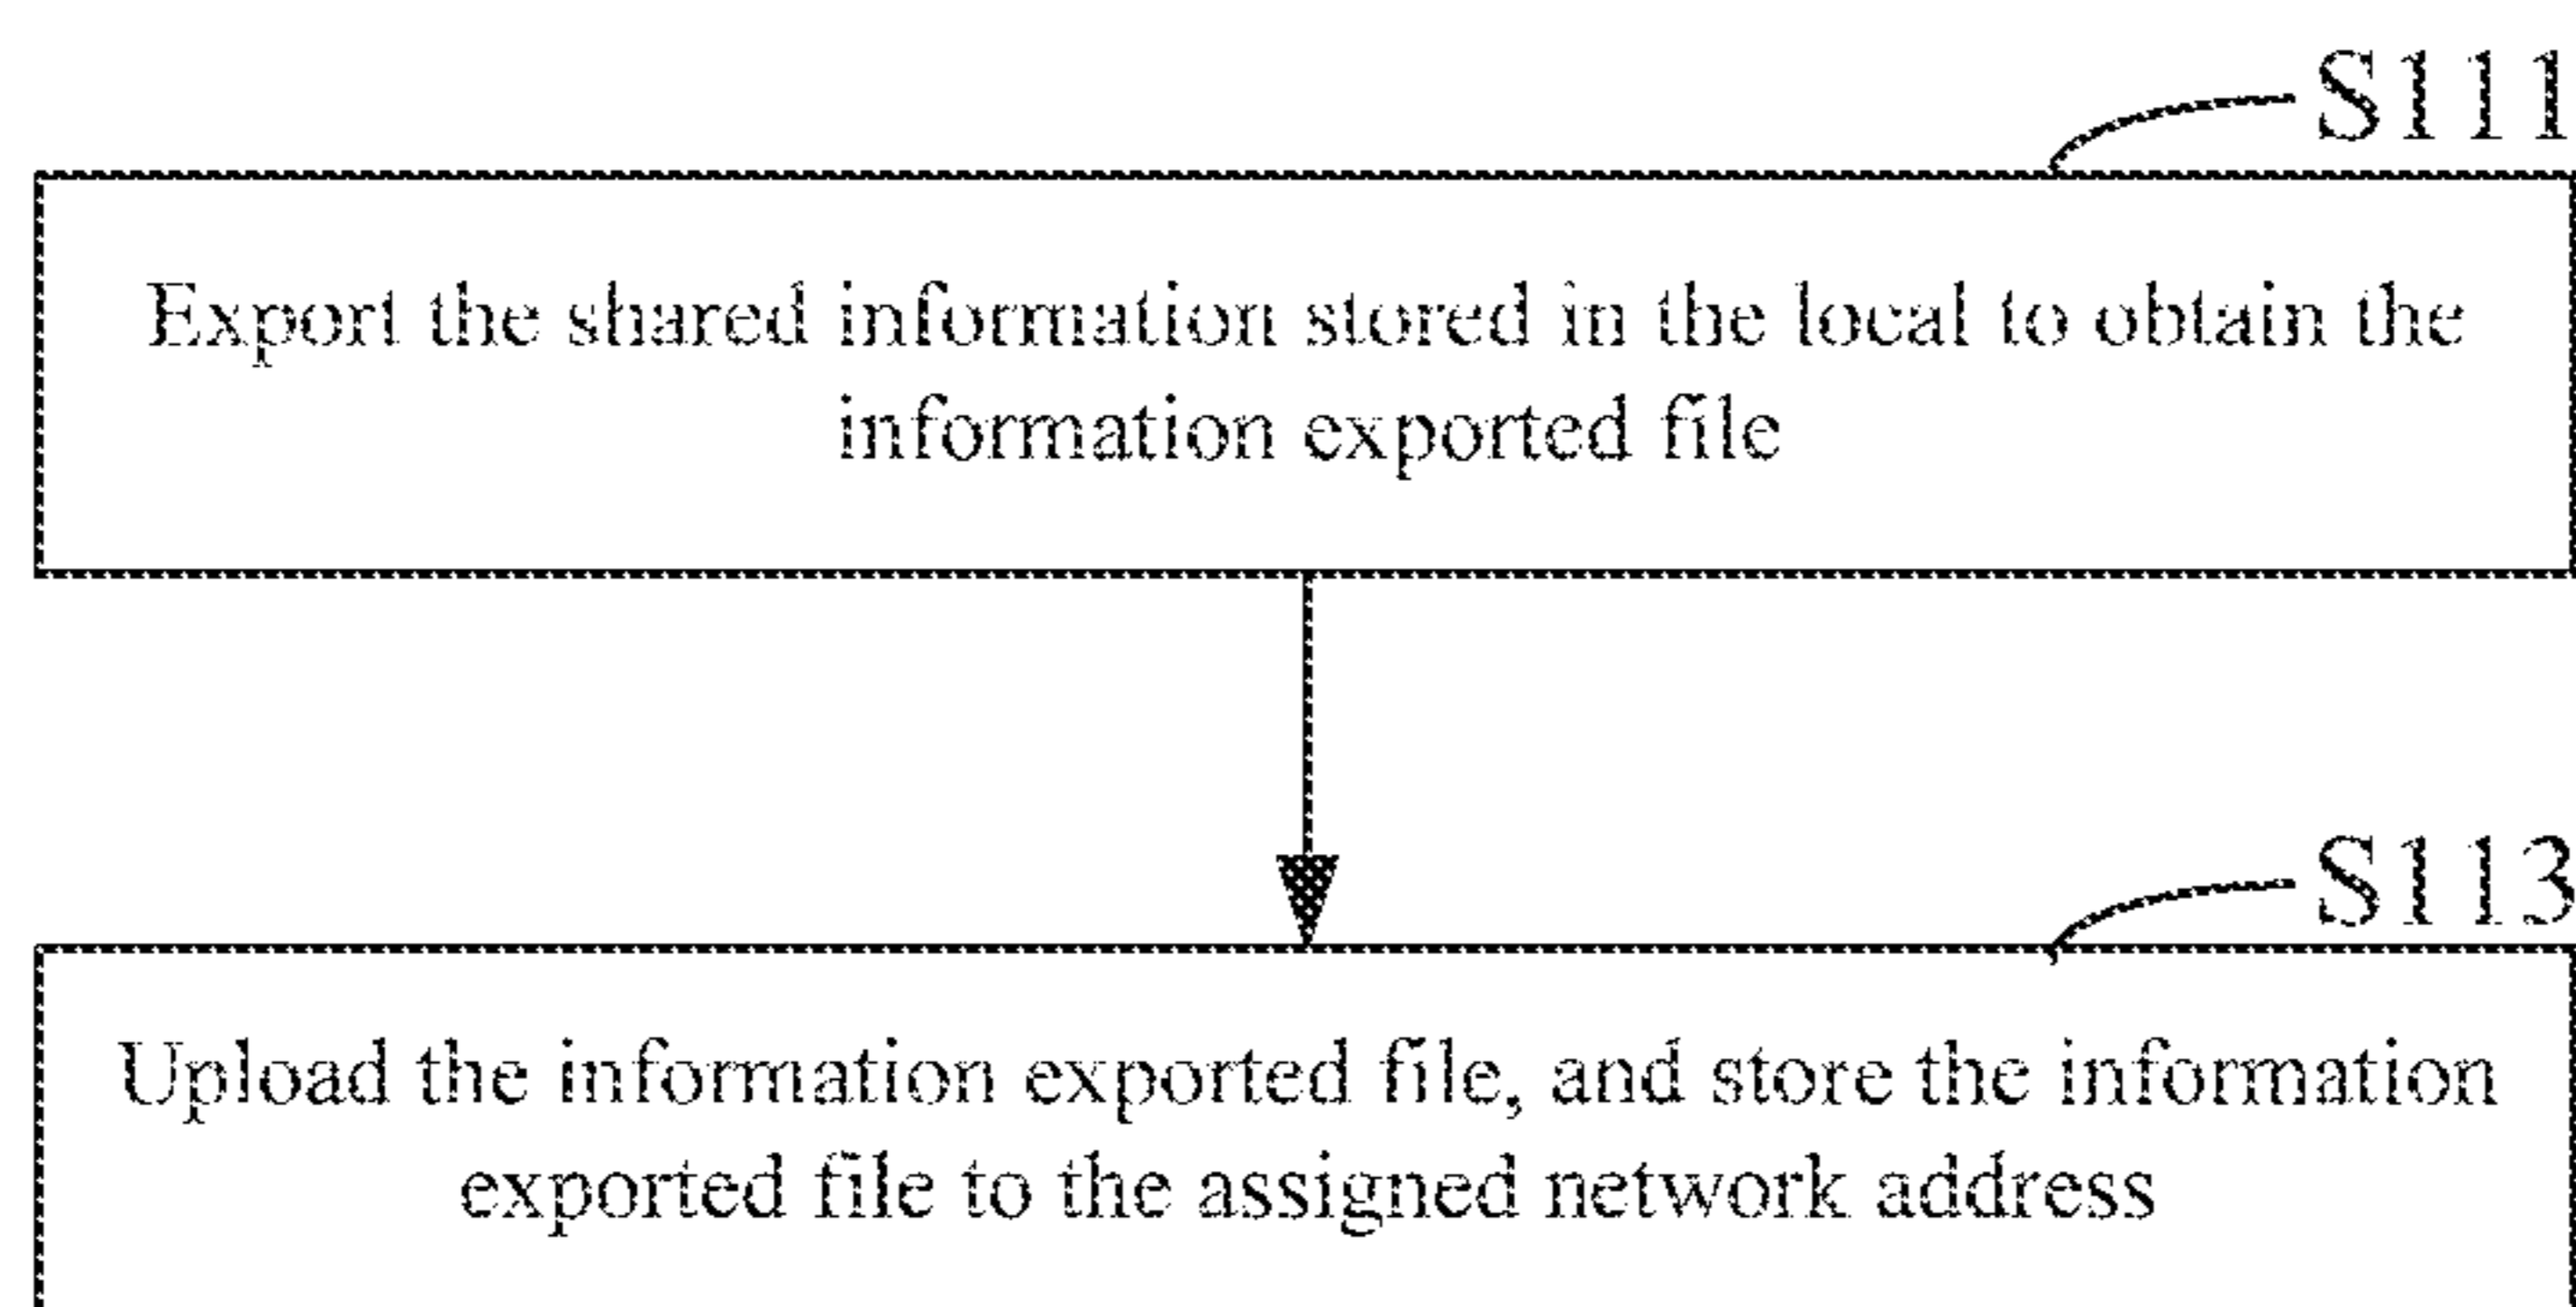 S111
Export the shared information stored in the local to obtain the
information exported file
S113
Upload the information exported file, and store the information
exported file to the assigned network address